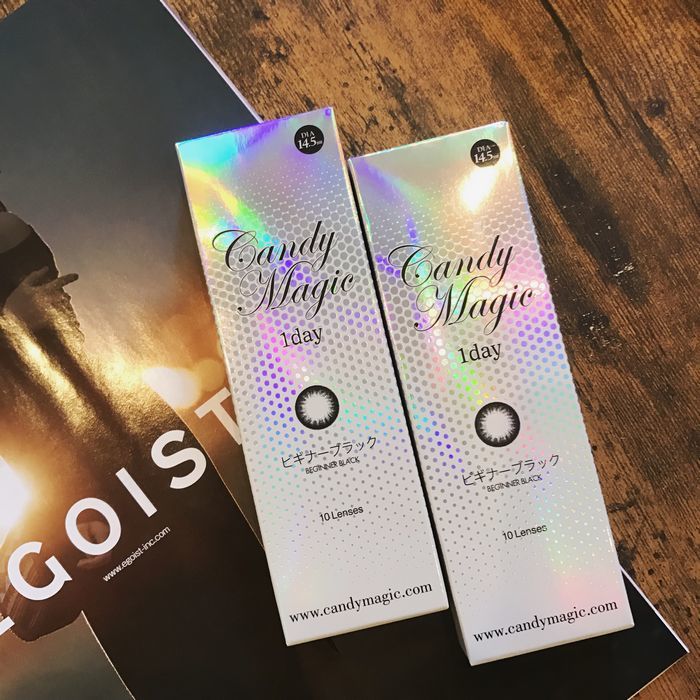 DIA
14.5mm
Candy
Magic
1day
ビギナーブラック
BEGINNER BLACK
10 Lenses
www.candymagic.com
DIA
14.5mm
Candy
Magic
1day
ビギナーブラック
BEGINNER BLACK
10 Lenses
www.candymagic.com
EGOIST
www.egoist-inc.com